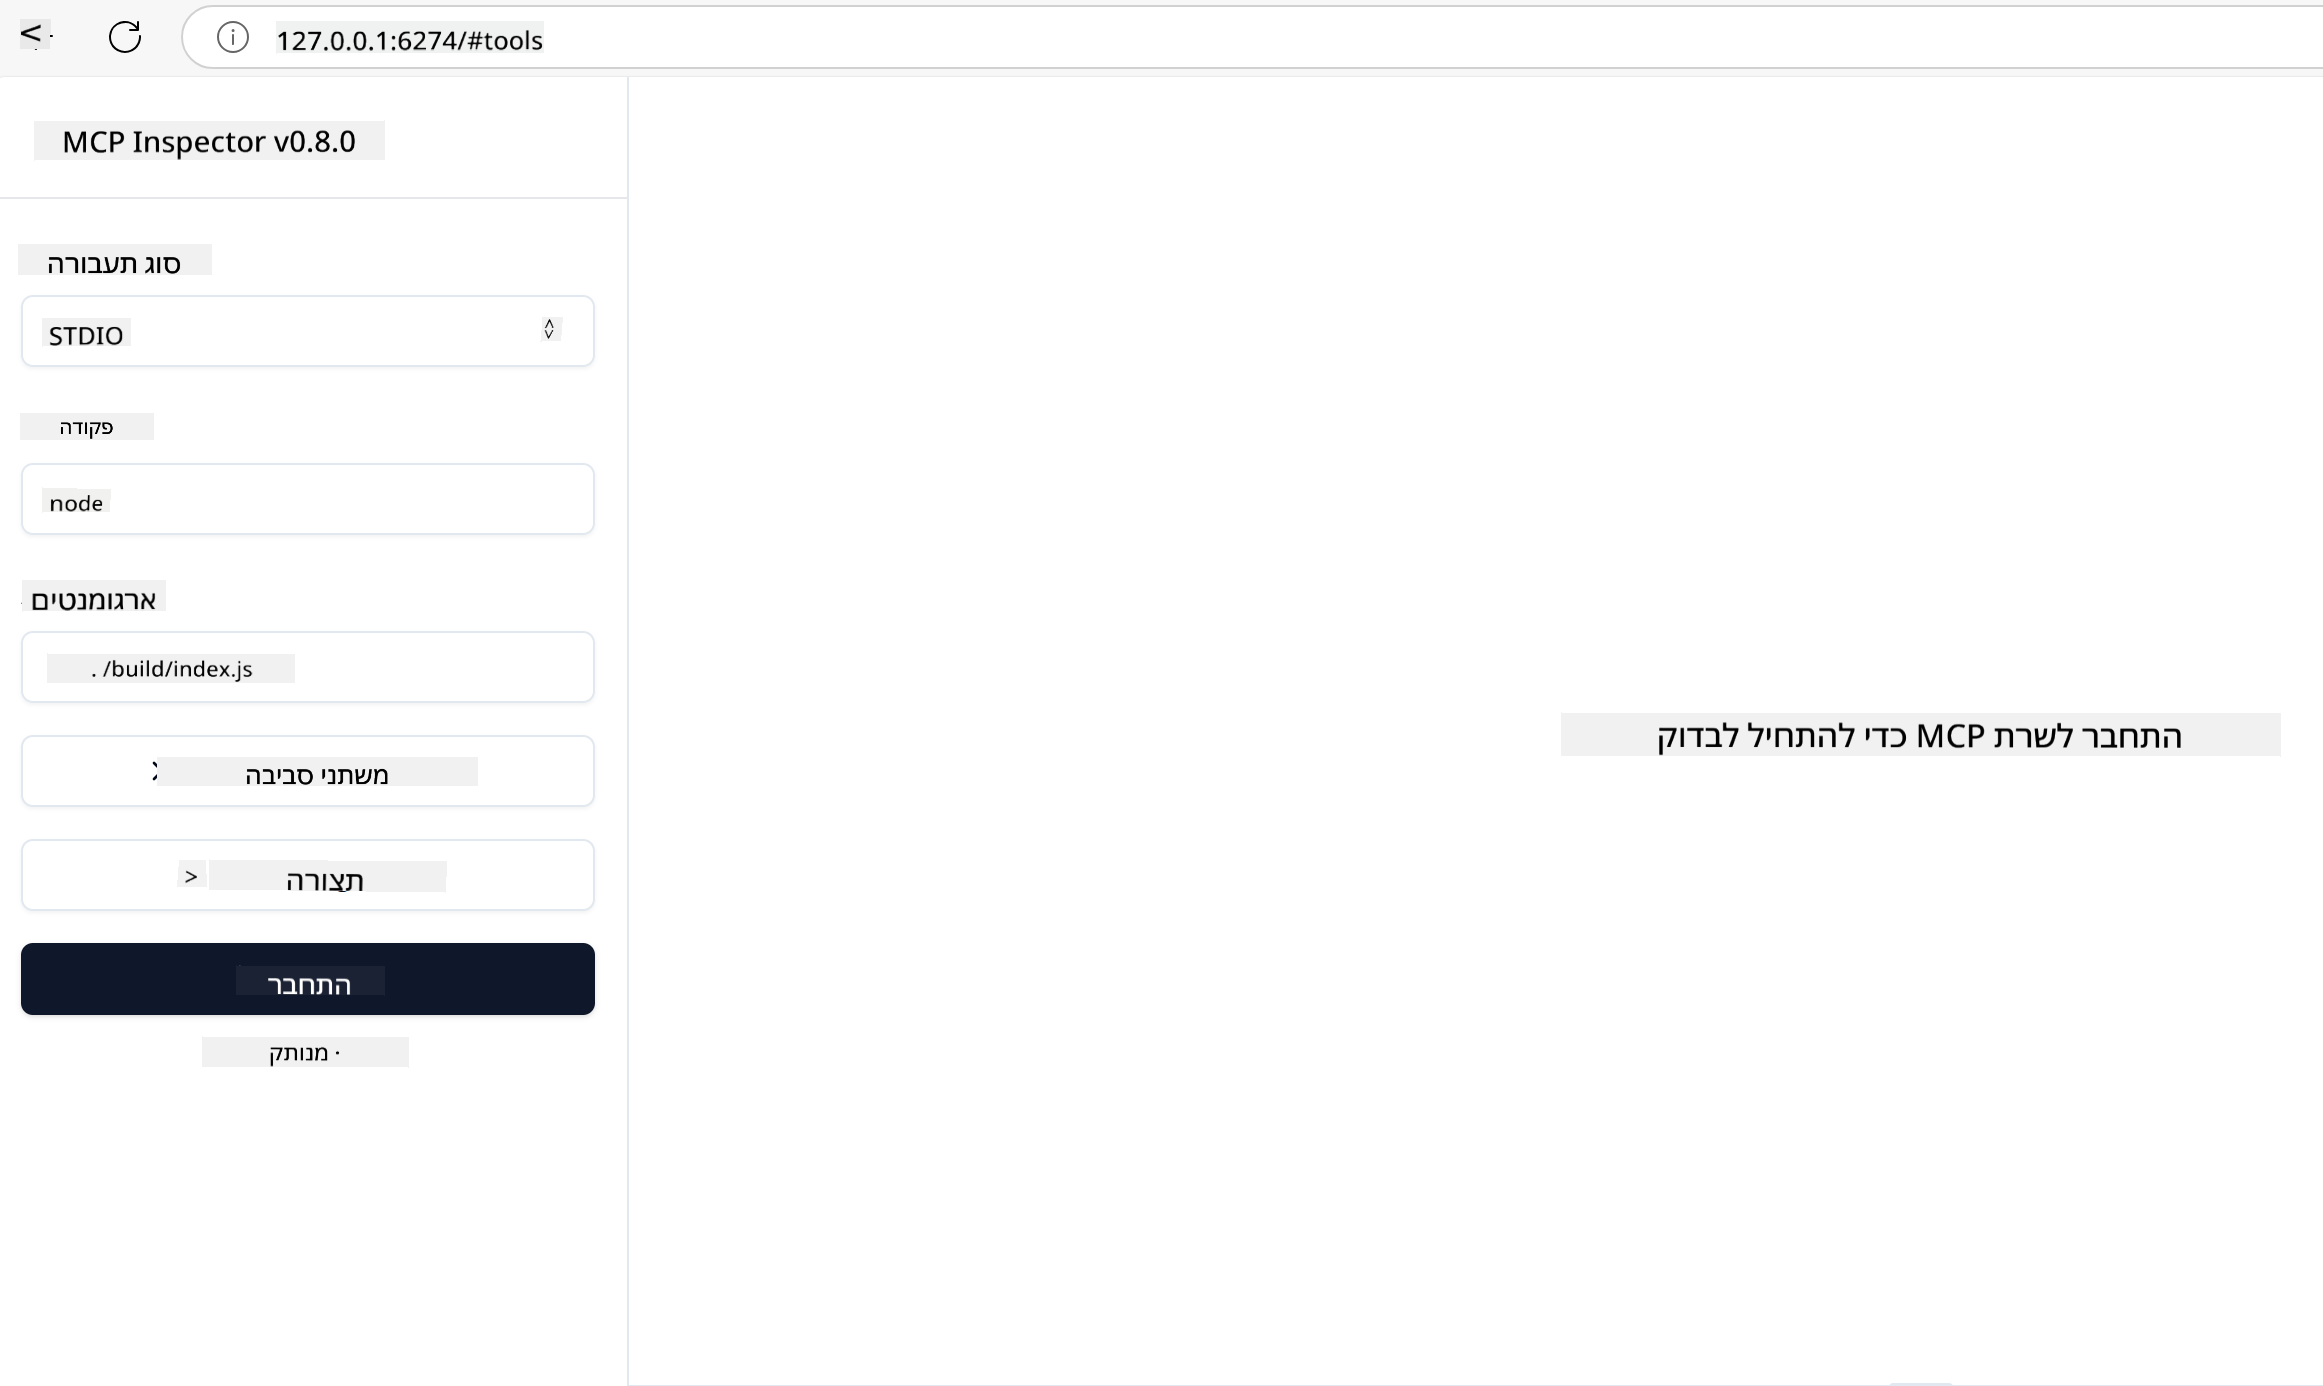 127.0.0.1:6274/#tools
MCP Inspector v0.8.0
סוג תעבורה
STDIO
פקודה
node
ארגומנטים
. /build/index.js
משתני סביבה
> תצורה
התחבר
· מנותק
התחבר לשרת MCP כדי להתחיל לבדוק